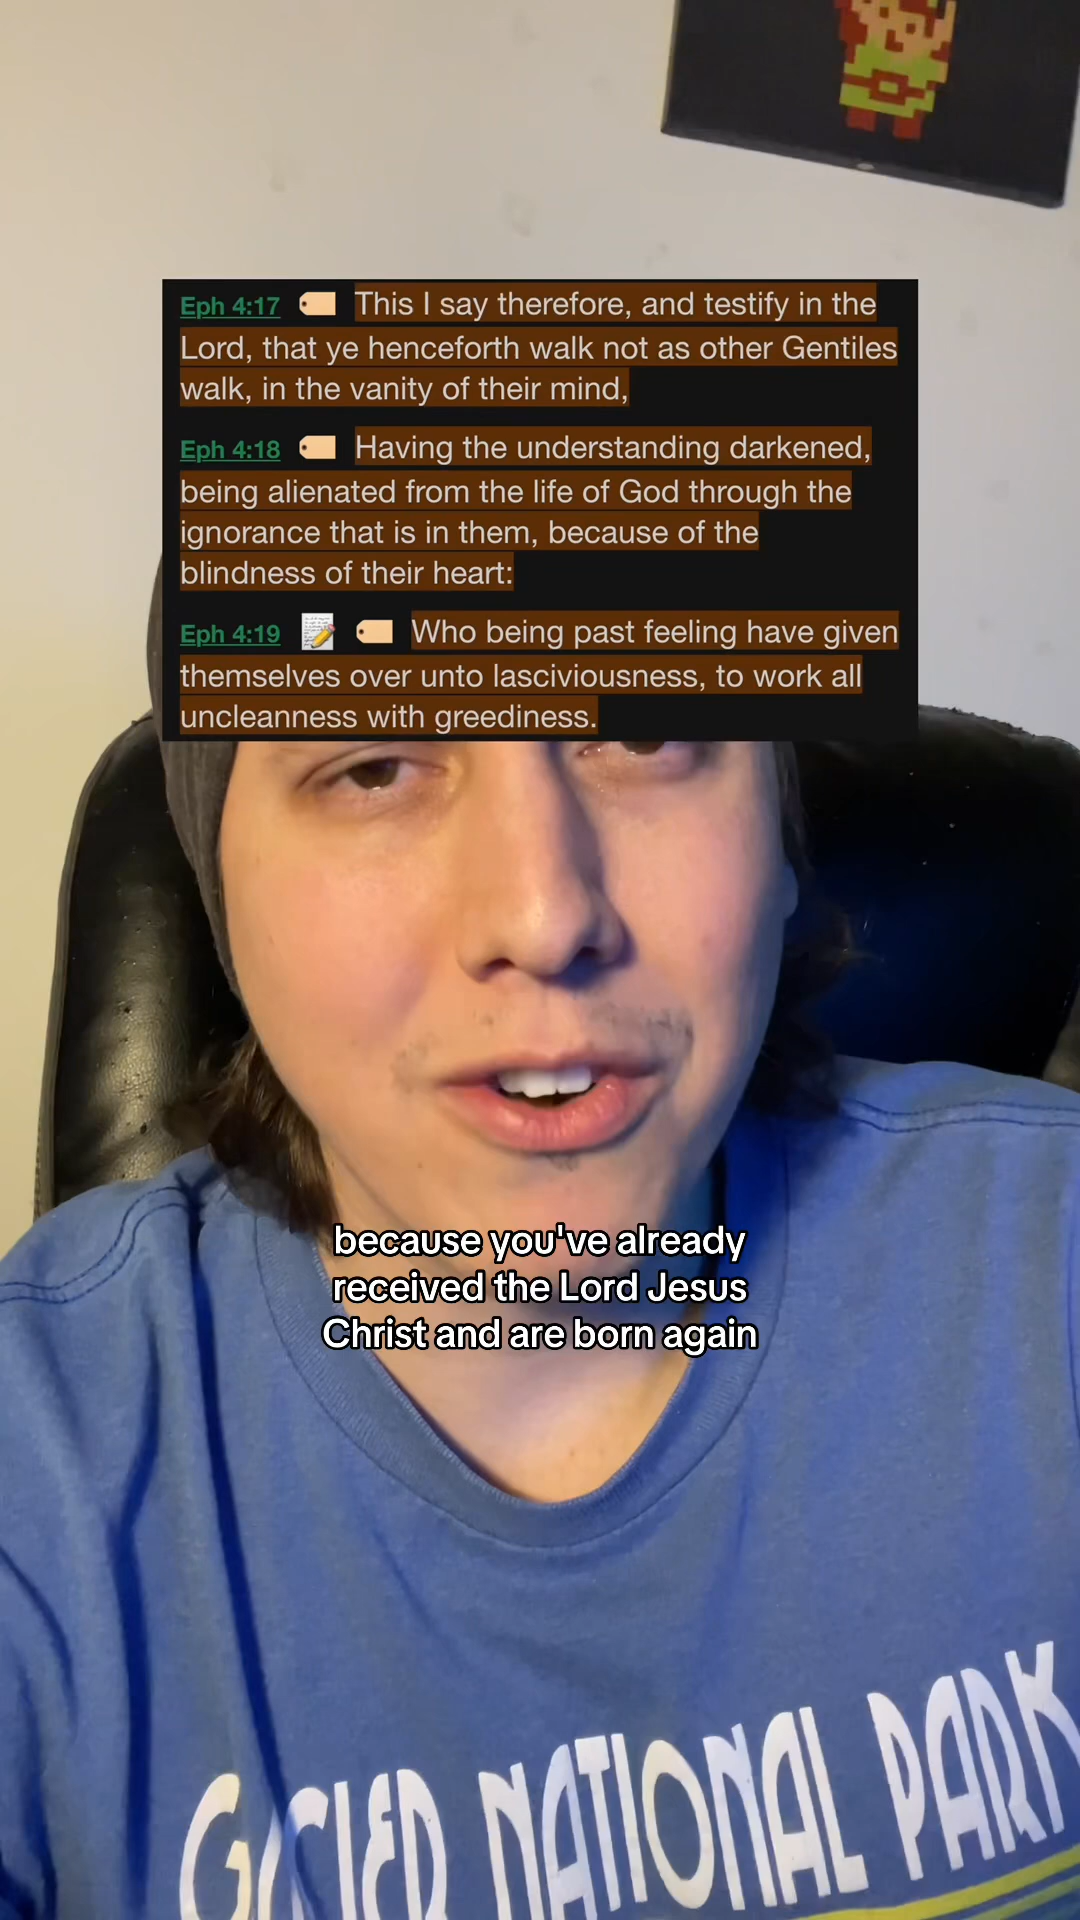 Eph 4:17 This I say therefore, and testify in the
Lord, that ye henceforth walk not as other Gentiles
walk, in the vanity of their mind,
Eph 4:18 Having the understanding darkened,
being alienated from the life of God through the
ignorance that is in them, because of the
blindness of their heart:
Eph 4:19 Who being past feeling have given
themselves over unto lasciviousness, to work all
uncleanness with greediness.
because you've already
received the Lord Jesus
Christ and are born again
GLACIER NATIONAL PARK